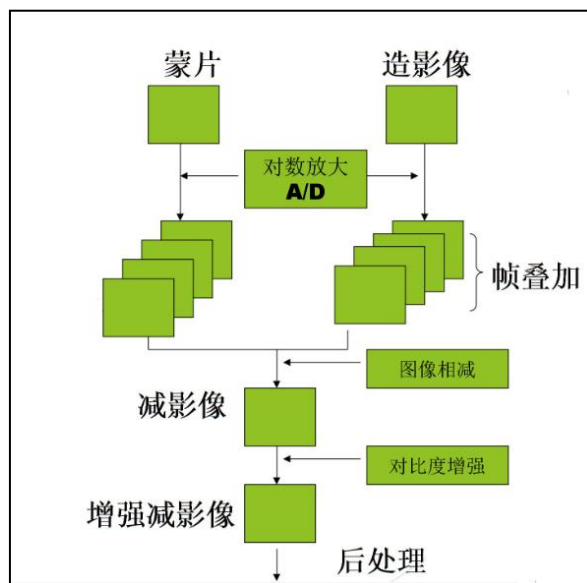 蒙片
造影像
对数放大
A/D
帧叠加
图像相减
减影像
对比度增强
增强减影像
后处理